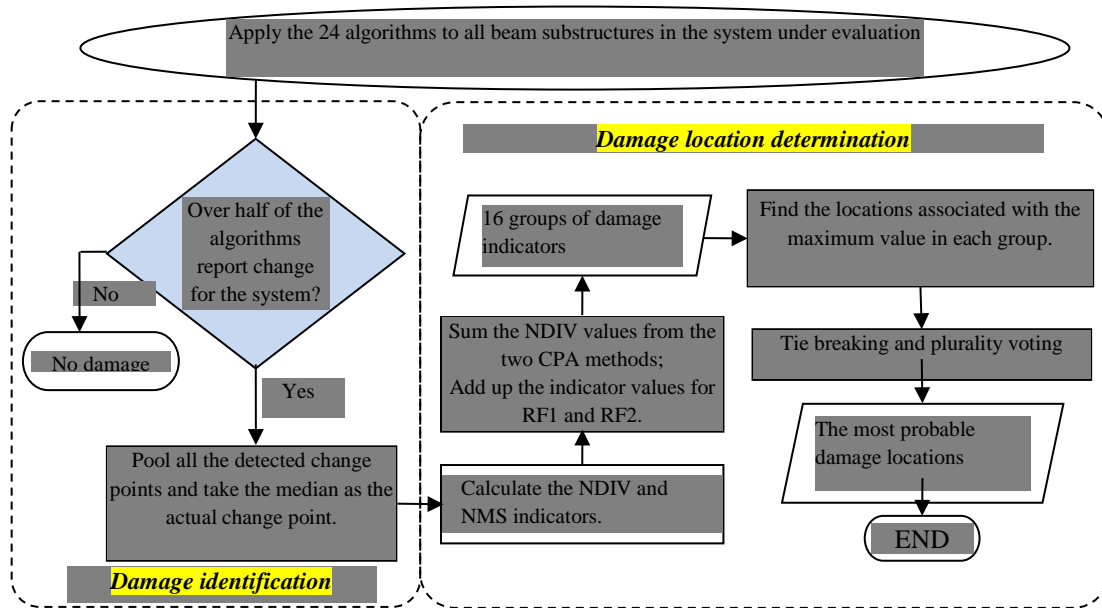 Apply the 24 algorithms to all beam substructures in the system under evaluation
Over half of the
algorithms
report change
for the system?
No
No damage
Yes
Pool all the detected change
points and take the median as the
actual change point.
Damage identification
Damage location determination
16 groups of damage
indicators
Sum the NDIV values from the
two CPA methods;
Add up the indicator values for
RF1 and RF2.
Calculate the NDIV and
NMS indicators.
Find the locations associated with the
maximum value in each group.
Tie breaking and plurality voting
The most probable
damage locations
END